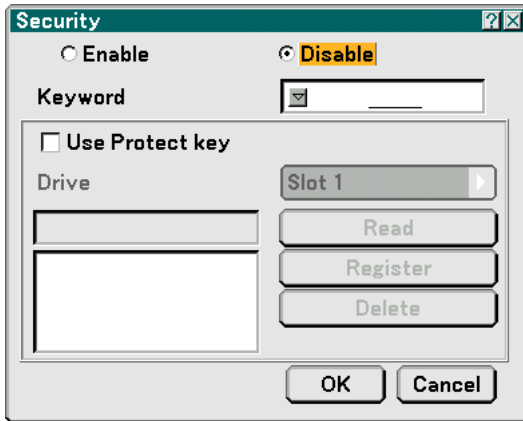 Security
Enable Disable
Keyword
Use Protect key
Drive Slot 1
Read
Register
Delete
OK Cancel